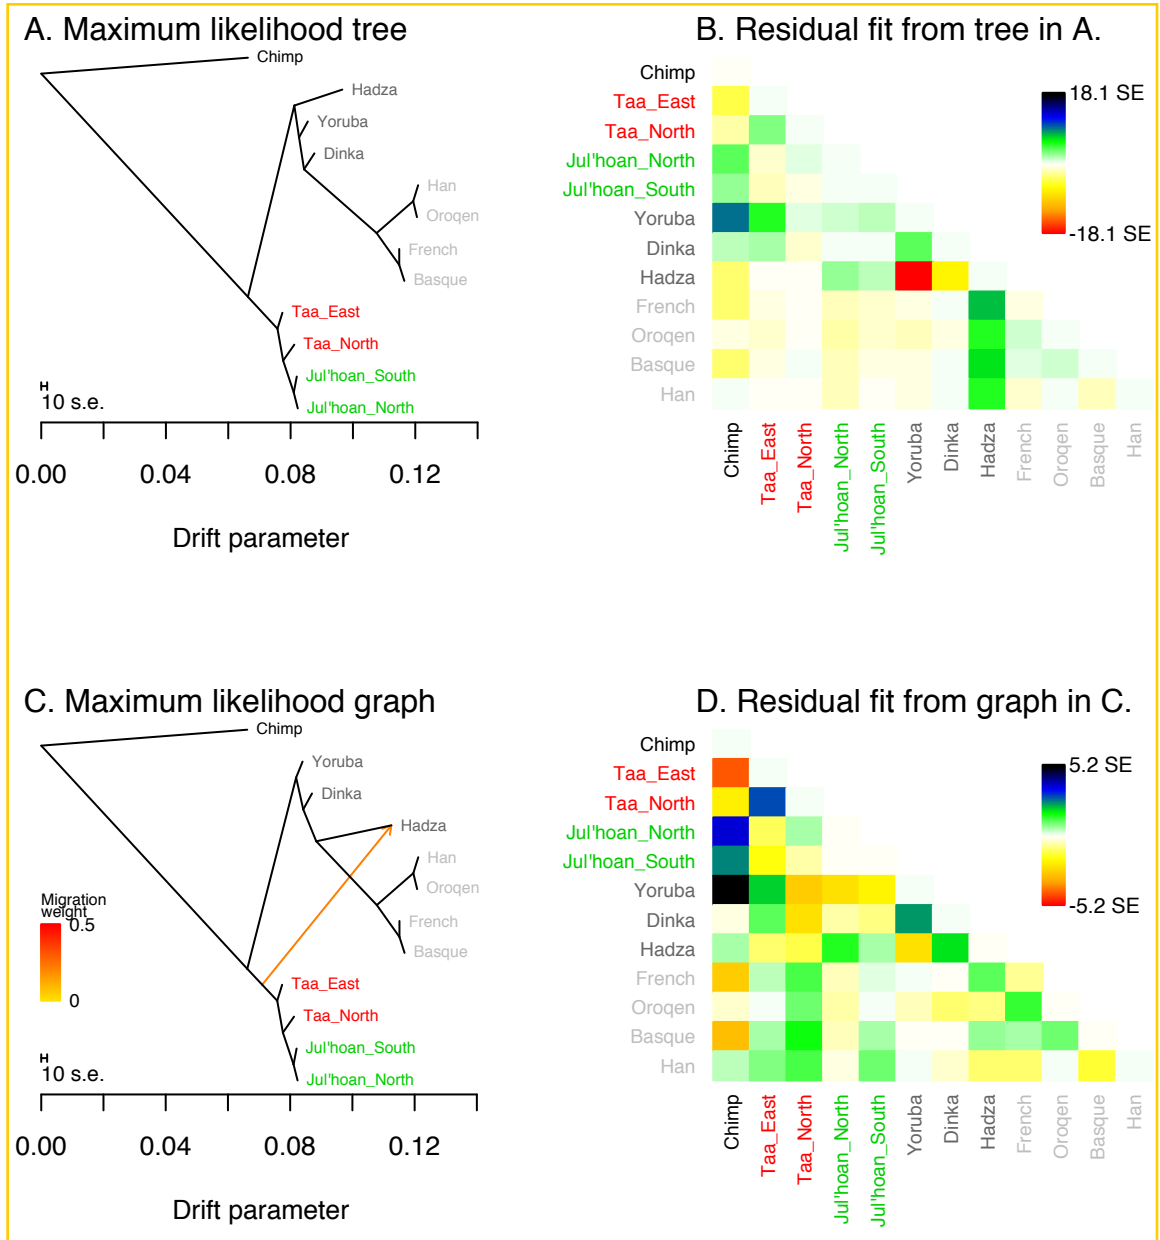 A. Maximum likelihood tree
Chimp
Hadza
Yoruba
Dinka
Han
Oroqen
French
Basque
Taa_East
Taa_North
Jul'hoan_South
Jul'hoan_North
10 s.e.
0.00 0.04 0.08 0.12
Drift parameter
B. Residual fit from tree in A.
Chimp
Taa_East
Taa_North
Jul'hoan_North
Jul'hoan_South
Yoruba
Dinka
Hadza
French
Oroqen
Basque
Han
18.1 SE
-18.1 SE
Chimp
Taa_East
Taa_North
Jul'hoan_North
Jul'hoan_South
Yoruba
Dinka
Hadza
French
Oroqen
Basque
Han
C. Maximum likelihood graph
Chimp
Yoruba
Dinka
Hadza
Han
Oroqen
French
Basque
Taa_East
Taa_North
Jul'hoan_South
Jul'hoan_North
Migration
weight
0.5
0
10 s.e.
0.00 0.04 0.08 0.12
Drift parameter
D. Residual fit from graph in C.
Chimp
Taa_East
Taa_North
Jul'hoan_North
Jul'hoan_South
Yoruba
Dinka
Hadza
French
Oroqen
Basque
Han
5.2 SE
-5.2 SE
Chimp
Taa_East
Taa_North
Jul'hoan_North
Jul'hoan_South
Yoruba
Dinka
Hadza
French
Oroqen
Basque
Han